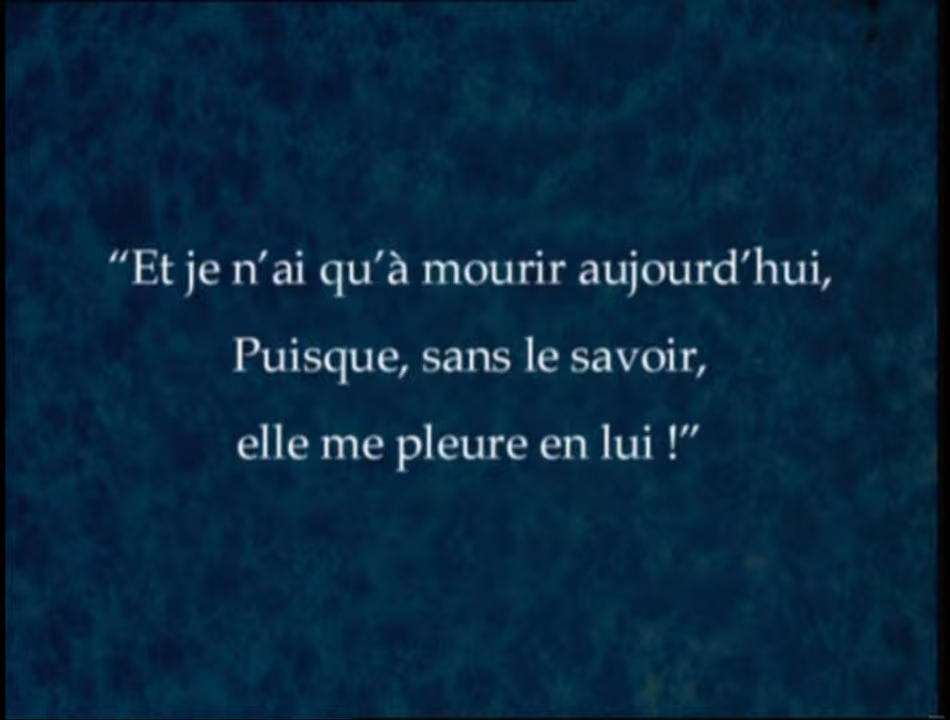 “Et je n’ai qu’à mourir aujourd’hui,
Puisque, sans le savoir,
elle me pleure en lui !”